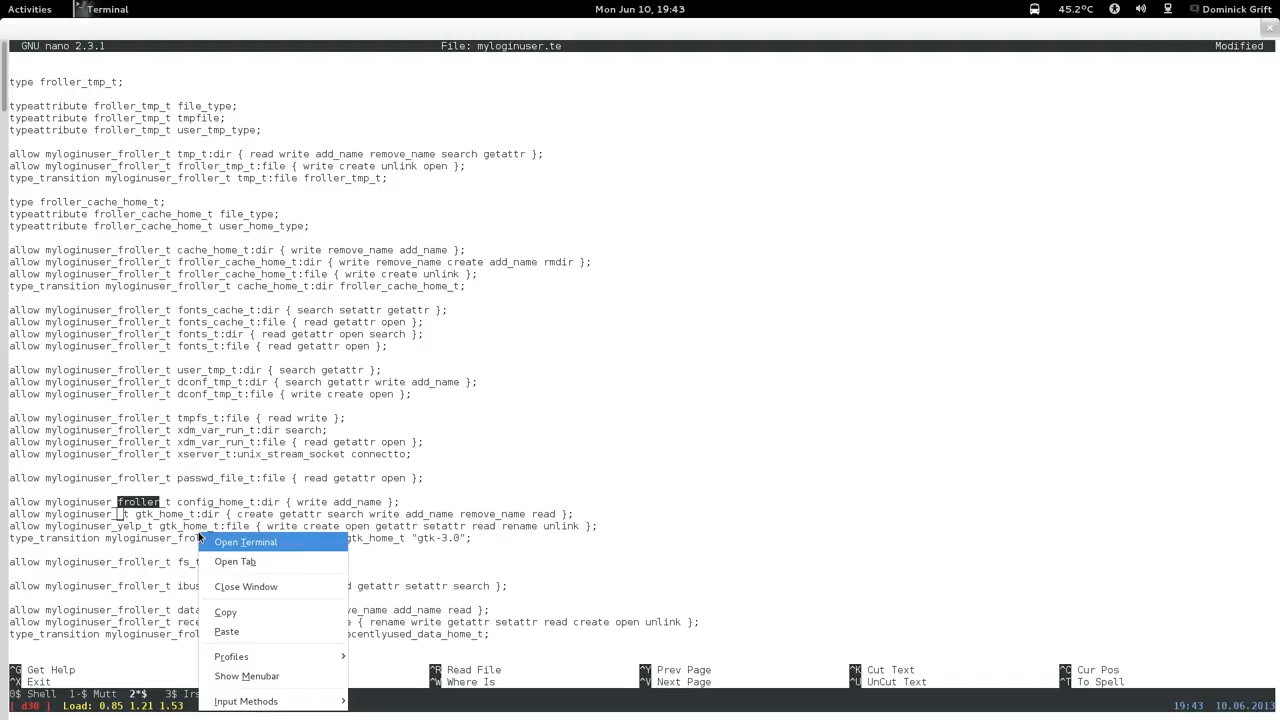 Activities Terminal Mon Jun 10, 19:43 45.2°C Dominick Grift
GNU nano 2.3.1 File: myloginuser.te Modified
type froller_tmp_t;
typeattribute froller_tmp_t file_type;
typeattribute froller_tmp_t tmpfile;
typeattribute froller_tmp_t user_tmp_type;
allow myloginuser_froller_t tmp_t:dir { read write add_name remove_name search getattr };
allow myloginuser_froller_t froller_tmp_t:file { write create unlink open };
type_transition myloginuser_froller_t tmp_t:file froller_tmp_t;
type froller_cache_home_t;
typeattribute froller_cache_home_t file_type;
typeattribute froller_cache_home_t user_home_type;
allow myloginuser_froller_t cache_home_t:dir { write remove_name add_name };
allow myloginuser_froller_t froller_cache_home_t:dir { write remove_name create add_name rmdir };
allow myloginuser_froller_t froller_cache_home_t:file { write create unlink };
type_transition myloginuser_froller_t cache_home_t:dir froller_cache_home_t;
allow myloginuser_froller_t fonts_cache_t:dir { search setattr getattr };
allow myloginuser_froller_t fonts_cache_t:file { read getattr open };
allow myloginuser_froller_t fonts_t:dir { read getattr open search };
allow myloginuser_froller_t fonts_t:file { read getattr open };
allow myloginuser_froller_t user_tmp_t:dir { search getattr };
allow myloginuser_froller_t dconf_tmp_t:dir { search getattr write add_name };
allow myloginuser_froller_t dconf_tmp_t:file { write create open };
allow myloginuser_froller_t tmpfs_t:file { read write };
allow myloginuser_froller_t xdm_var_run_t:dir search;
allow myloginuser_froller_t xdm_var_run_t:file { read getattr open };
allow myloginuser_froller_t xserver_t:unix_stream_socket connectto;
allow myloginuser_froller_t passwd_file_t:file { read getattr open };
allow myloginuser_froller_t config_home_t:dir { write add_name };
allow myloginuser_ t gtk_home_t:dir { create getattr search write add_name remove_name read };
allow myloginuser_yelp_t gtk_home_t:file { write create open getattr setattr read rename unlink };
type_transition myloginuser_frol gtk_home_t "gtk-3.0";
Open Terminal
allow myloginuser_froller_t fs_t
Open Tab
allow myloginuser_froller_t ibus d getattr setattr search };
Close Window
allow myloginuser_froller_t data ve_name add_name read };
Copy
allow myloginuser_froller_t rece e { rename write getattr setattr read create open unlink };
type_transition myloginuser_frol recentlyused_data_home_t;
Paste
Profiles
Show Menubar
Input Methods
^G Get Help ^R Read File ^Y Prev Page ^K Cut Text ^C Cur Pos
^X Exit ^W Where Is ^V Next Page ^U UnCut Text ^T To Spell
0$ Shell 1-$ Mutt 2*$ 3$ Irs
[ d30 ] Load: 0.85 1.21 1.53 19:43 10.06.2013